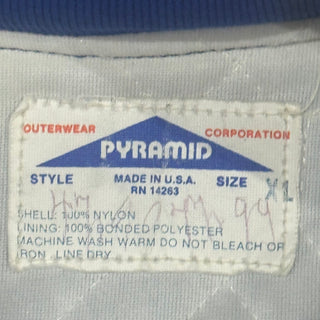 OUTERWEAR CORPORATION
PYRAMID
STYLE MADE IN U.S.A. SIZE XL
RN 14263
SHELL: 100% NYLON
LINING: 100% BONDED POLYESTER
MACHINE WASH WARM DO NOT BLEACH OR
IRON. LINE DRY